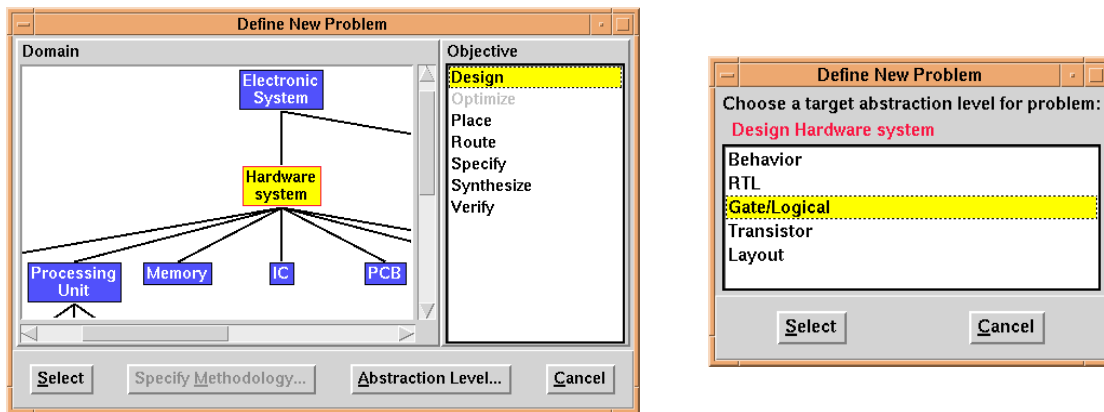 Define New Problem
Domain
Objective
Electronic
System
Hardware
system
Processing
Unit
Memory
IC
PCB
Design
Optimize
Place
Route
Specify
Synthesize
Verify
Select
Specify Methodology...
Abstraction Level...
Cancel
Define New Problem
Choose a target abstraction level for problem:
Design Hardware system
Behavior
RTL
Gate/Logical
Transistor
Layout
Select
Cancel